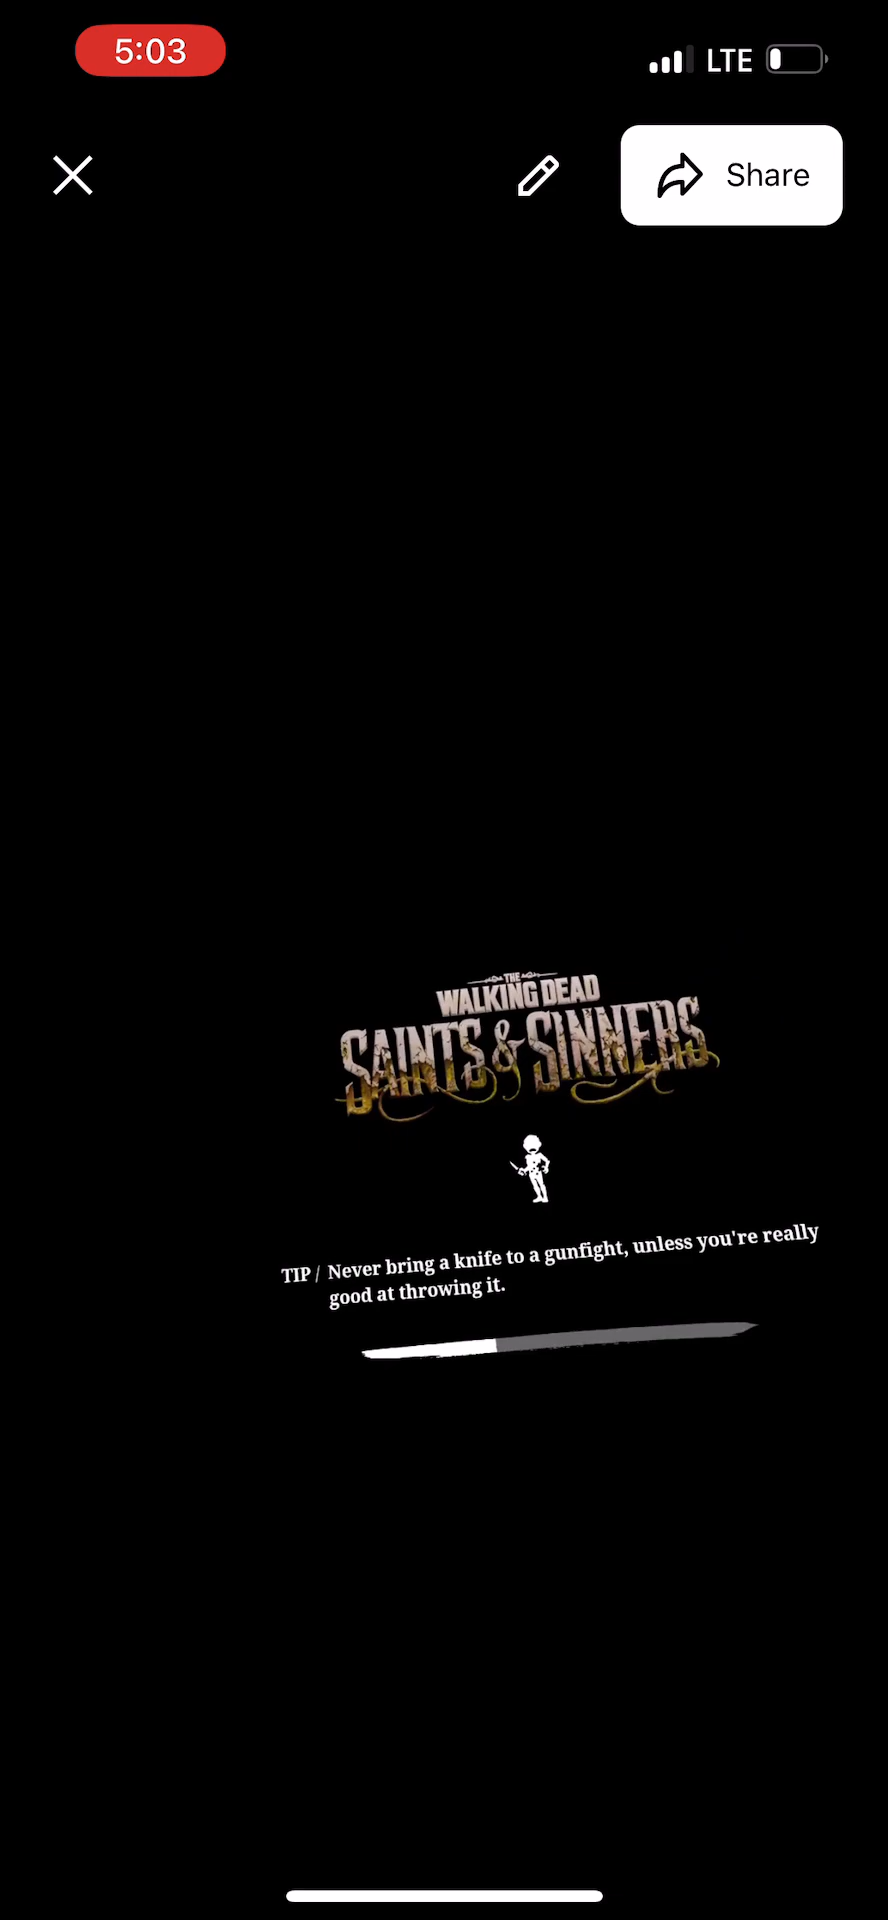 5:03
LTE
Share
THE
WALKING DEAD
SAINTS & SINNERS
TIP / Never bring a knife to a gunfight, unless you're really
good at throwing it.